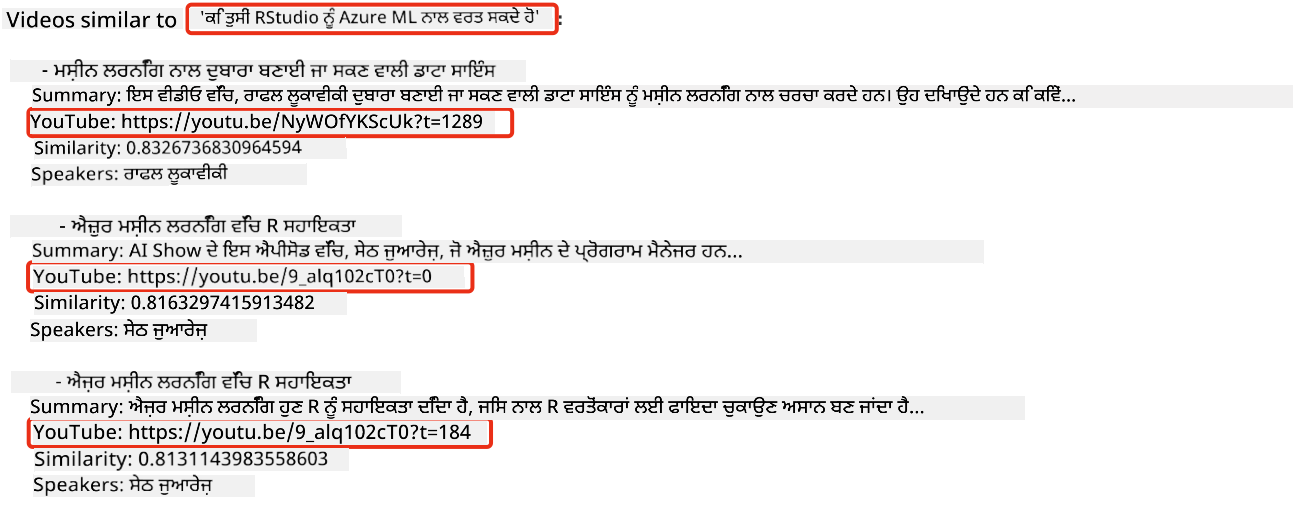 Videos similar to 'ਕੀ ਤੁਸੀ RStudio ਨੂੰ Azure ML ਨਾਲ ਵਰਤ ਸਕਦੇ ਹੋ':
- ਮਸ਼ੀਨ ਲਰਨਿੰਗ ਨਾਲ ਦੁਬਾਰਾ ਬਣਾਈ ਜਾ ਸਕਣ ਵਾਲੀ ਡਾਟਾ ਸਾਇੰਸ
Summary: ਇਸ ਵੀਡੀਓ ਵਿੱਚ, ਰਾਫਲ ਲੂਕਾਵੀਕੀ ਦੁਬਾਰਾ ਬਣਾਈ ਜਾ ਸਕਣ ਵਾਲੀ ਡਾਟਾ ਸਾਇੰਸ ਨੂੰ ਮਸ਼ੀਨ ਲਰਨਿੰਗ ਨਾਲ ਚਰਚਾ ਕਰਦੇ ਹਨ। ਉਹ ਦਿਖਾਉਂਦੇ ਹਨ ਕਿ ਕਿਵੇਂ...
YouTube: https://youtu.be/NyWOfYKScUk?t=1289
Similarity: 0.8326736830964594
Speakers: ਰਾਫਲ ਲੂਕਾਵੀਕੀ
- ਐਜ਼ੁਰ ਮਸ਼ੀਨ ਲਰਨਿੰਗ ਵਿੱਚ R ਸਹਾਇਕਤਾ
Summary: AI Show ਦੇ ਇਸ ਐਪੀਸੋਡ ਵਿੱਚ, ਸੇਠ ਜੁਆਰੇਜ਼, ਜੋ ਐਜ਼ੁਰ ਮਸ਼ੀਨ ਦੇ ਪ੍ਰੋਗਰਾਮ ਮੈਨੇਜਰ ਹਨ...
YouTube: https://youtu.be/9_alq102cT0?t=0
Similarity: 0.8163297415913482
Speakers: ਸੇਠ ਜੁਆਰੇਜ਼
- ਐਜ਼ਰ ਮਸ਼ੀਨ ਲਰਨਿੰਗ ਵਿੱਚ R ਸਹਾਇਕਤਾ
Summary: ਐਜ਼ਰ ਮਸ਼ੀਨ ਲਰਨਿੰਗ ਹੁਣ R ਨੂੰ ਸਹਾਇਕਤਾ ਦਿੰਦਾ ਹੈ, ਜਿਸ ਨਾਲ R ਵਰਤੋਂਕਾਰਾਂ ਲਈ ਫਾਇਦਾ ਚੁਕਾਉਣ ਅਸਾਨ ਬਣ ਜਾਂਦਾ ਹੈ...
YouTube: https://youtu.be/9_alq102cT0?t=184
Similarity: 0.8131143983558603
Speakers: ਸੇਠ ਜੁਆਰੇਜ਼